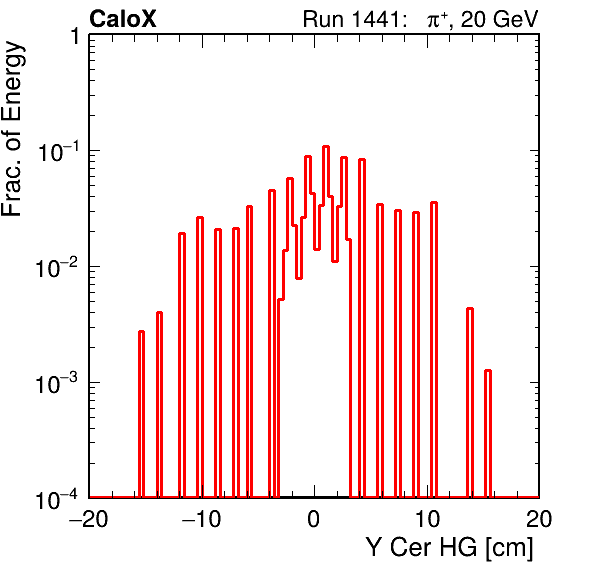 CaloX Run 1441: π⁺, 20 GeV
Frac. of Energy
1
10⁻¹
10⁻²
10⁻³
10⁻⁴
−20 −10 0 10 20
Y Cer HG [cm]